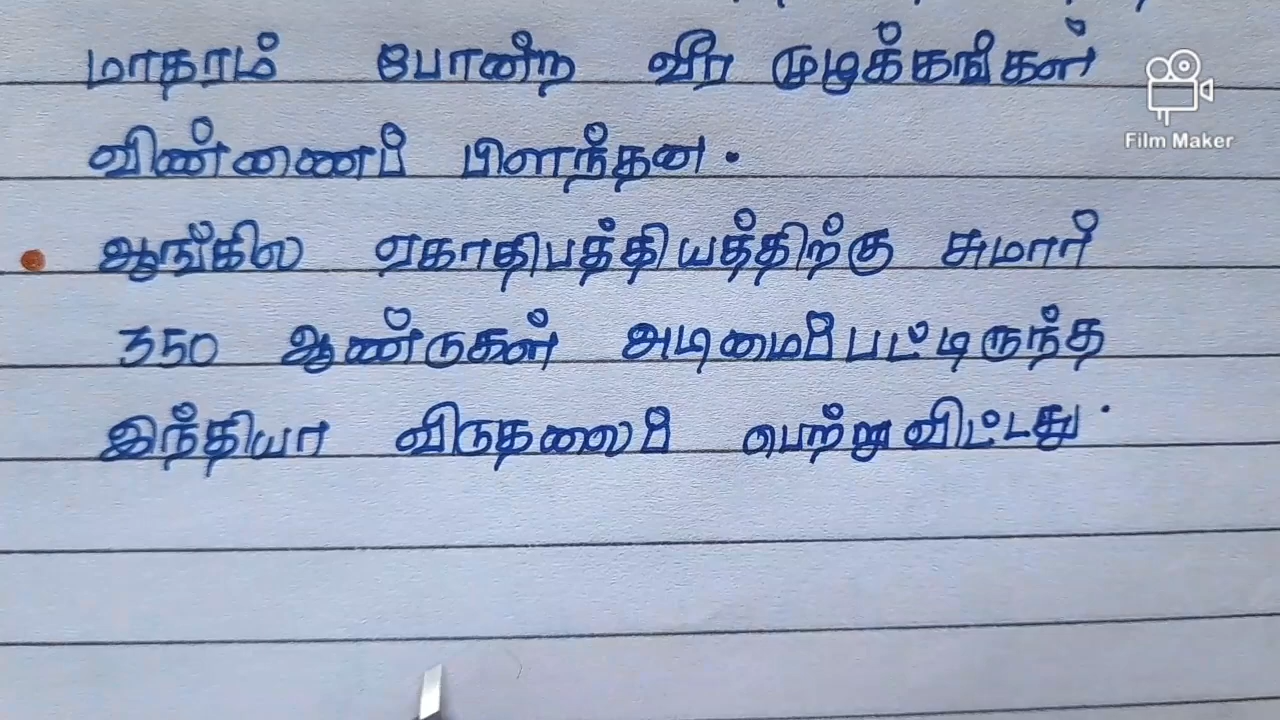 மாதரம் போன்ற வீர முழக்கங்கள்
விண்ணைப் பிளந்தன.
ஆங்கில ஏகாதிபத்தியத்திற்கு சுமார்
350 ஆண்டுகள் அடிமைப்பட்டிருந்த
இந்தியா விடுதலைப் பெற்றுவிட்டது.
Film Maker